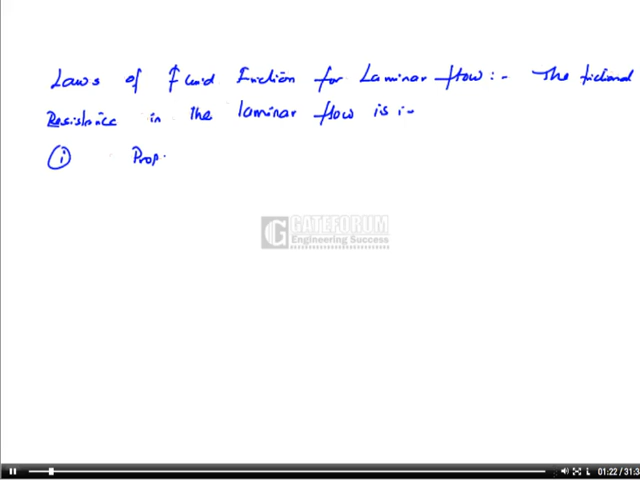 Laws of Fluid Friction for Laminar flow :- The fictional
Resistance in the laminar flow is :-
(i) Prop
GATEFORUM
Engineering Success
01:22/31:3